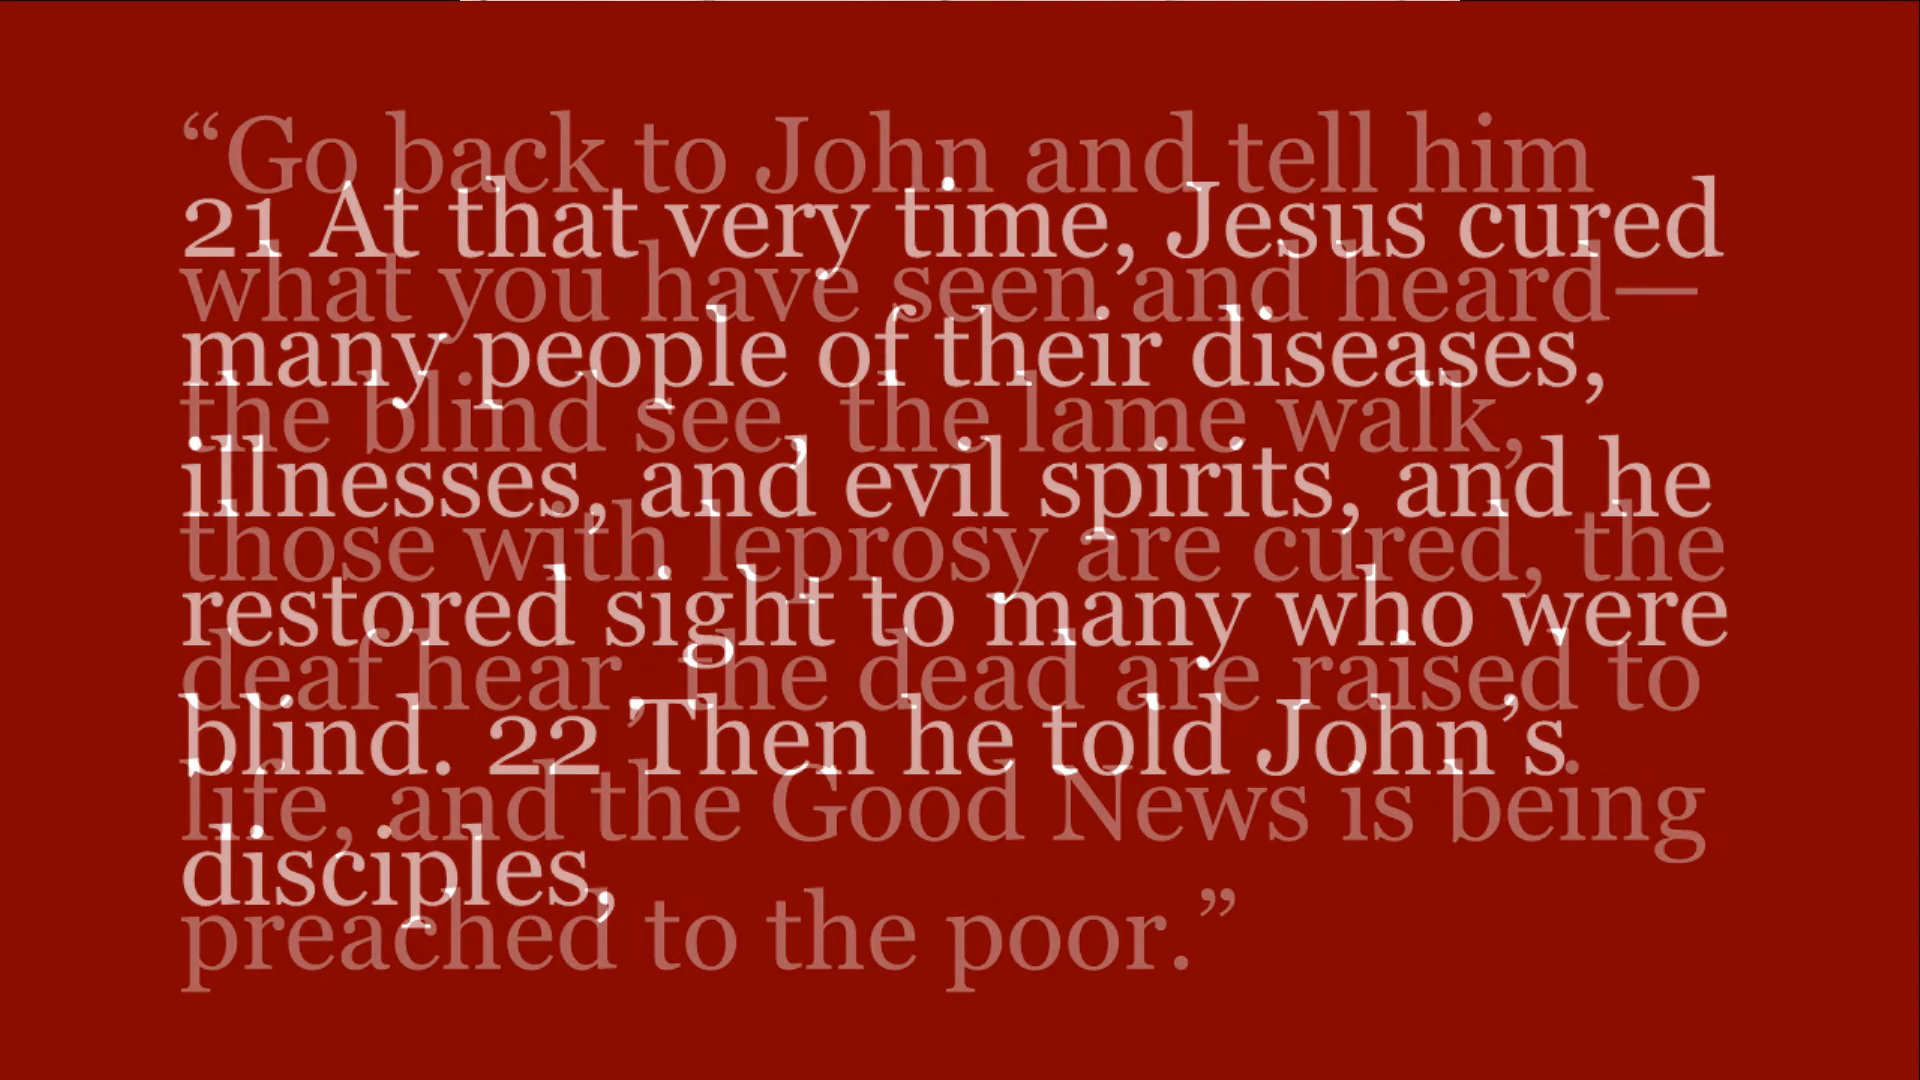 “Go back to John and tell him
21 At that very time, Jesus cured
what you have seen and heard—
many people of their diseases,
the blind see, the lame walk,
illnesses, and evil spirits, and he
those with leprosy are cured, the
restored sight to many who were
deaf hear, the dead are raised to
blind. 22 Then he told John’s
life, and the Good News is being
disciples,
preached to the poor.”